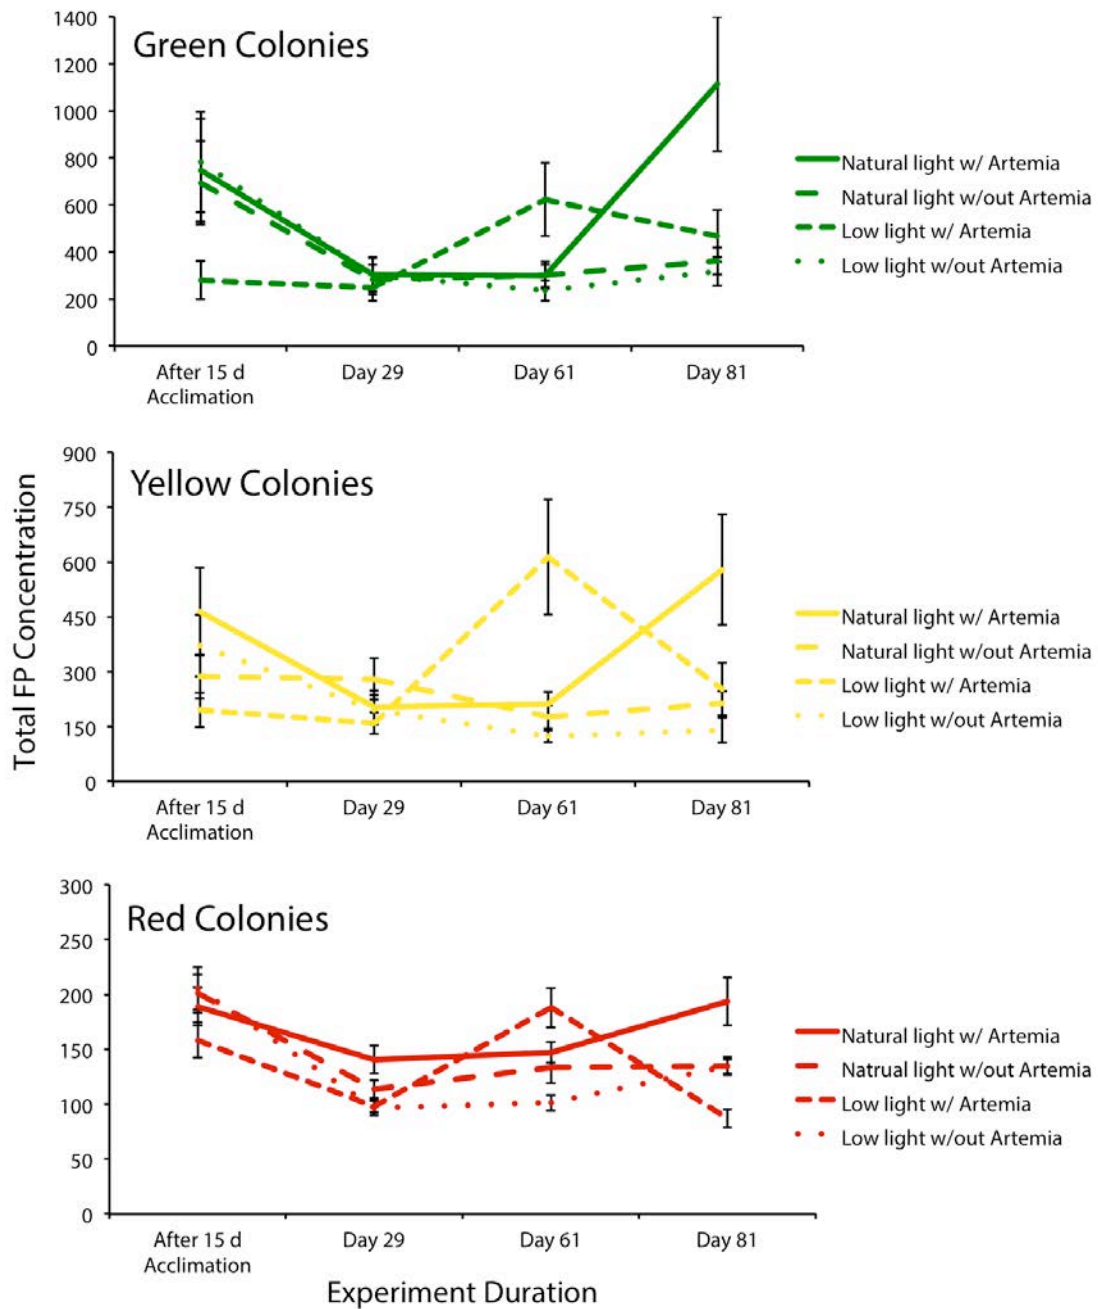 1400
Green Colonies
1200
1000
800
600
400
200
0
After 15 d
Acclimation
Day 29
Day 61
Day 81
Natural light w/ Artemia
Natural light w/out Artemia
Low light w/ Artemia
Low light w/out Artemia
Total FP Concentration
900
Yellow Colonies
750
600
450
300
150
0
After 15 d
Acclimation
Day 29
Day 61
Day 81
Natural light w/ Artemia
Natural light w/out Artemia
Low light w/ Artemia
Low light w/out Artemia
300
Red Colonies
250
200
150
100
50
0
After 15 d
Acclimation
Day 29
Day 61
Day 81
Natural light w/ Artemia
Natrual light w/out Artemia
Low light w/ Artemia
Low light w/out Artemia
Experiment Duration